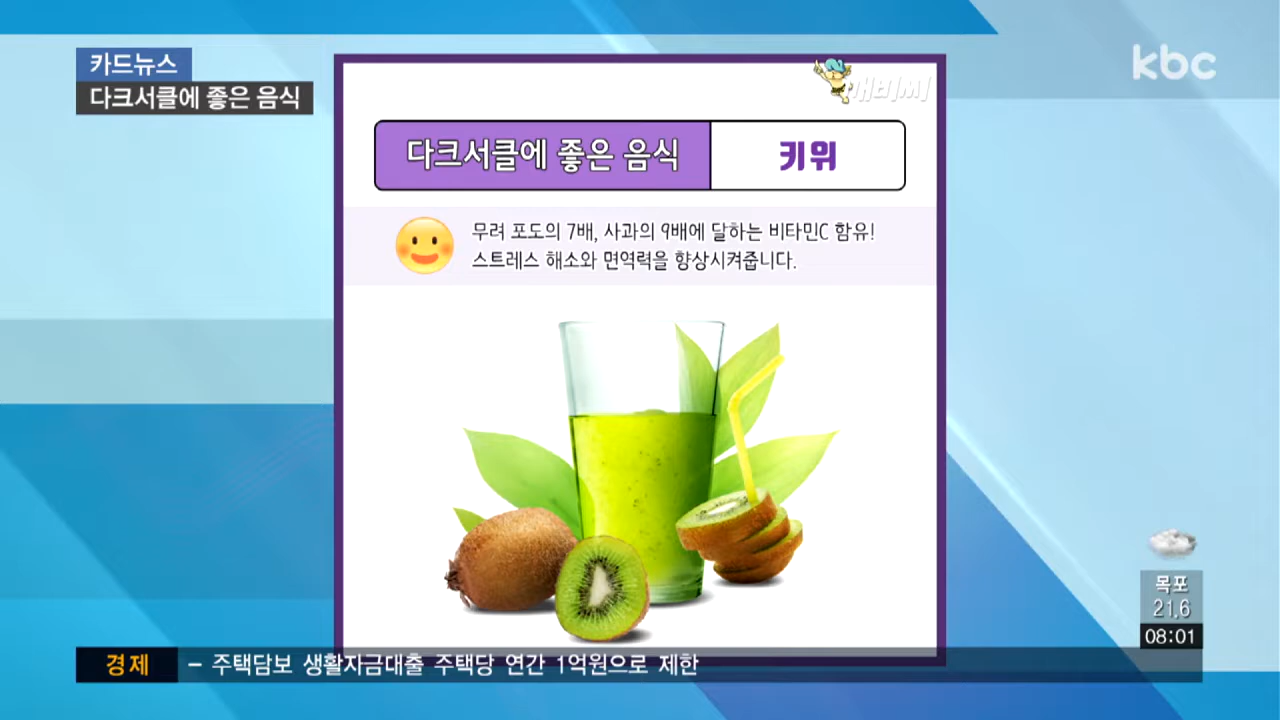 카드뉴스
다크서클에 좋은 음식
kbc
깨비씨
다크서클에 좋은 음식
키위
무려 포도의 7배, 사과의 9배에 달하는 비타민C 함유!
스트레스 해소와 면역력을 향상시켜줍니다.
목포
21.6
08:01
경제
- 주택담보 생활자금대출 주택당 연간 1억원으로 제한